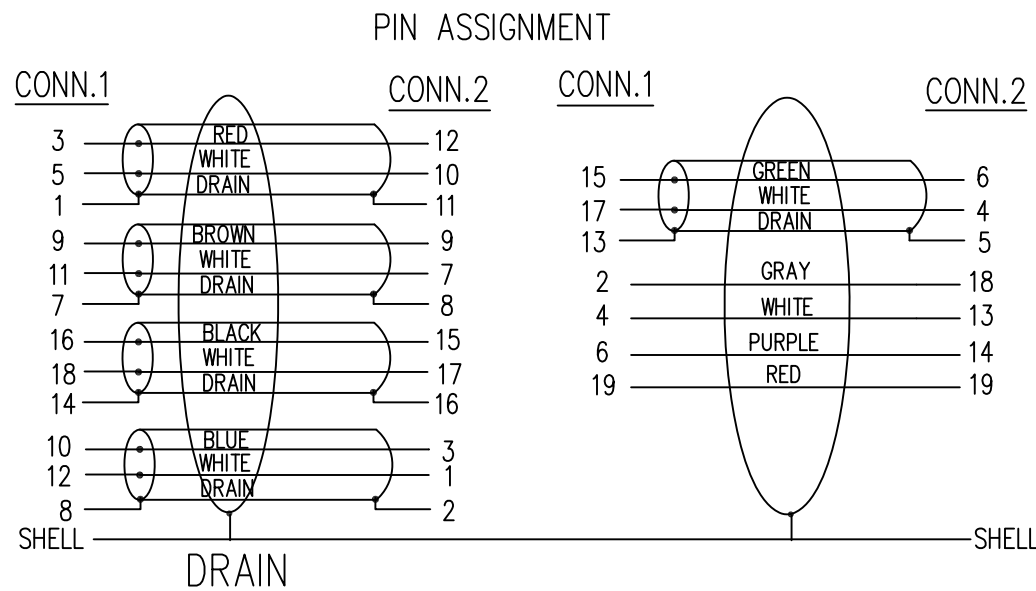 PIN ASSIGNMENT
CONN.1 CONN.2
3 RED 12
5 WHITE 10
1 DRAIN 11
9 BROWN 9
11 WHITE 7
7 DRAIN 8
16 BLACK 15
18 WHITE 17
14 DRAIN 16
10 BLUE 3
12 WHITE 1
8 DRAIN 2
CONN.1 CONN.2
15 GREEN 6
17 WHITE 4
13 DRAIN 5
2 GRAY 18
4 WHITE 13
6 PURPLE 14
19 RED 19
SHELL SHELL
DRAIN